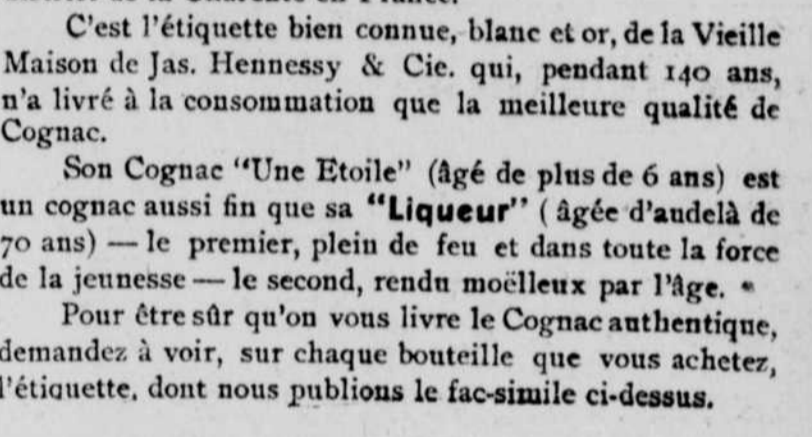 C'est l'étiquette bien connue, blanc et or, de la Vieille
Maison de Jas. Hennessy & Cie. qui, pendant 140 ans,
n'a livré à la consommation que la meilleure qualité de
Cognac.
Son Cognac "Une Etoile" (âgé de plus de 6 ans) est
un cognac aussi fin que sa "Liqueur" ( âgée d'audelà de
70 ans) — le premier, plein de feu et dans toute la force
de la jeunesse — le second, rendu moëlleux par l'âge.
Pour être sûr qu'on vous livre le Cognac authentique,
demandez à voir, sur chaque bouteille que vous achetez,
l'étiquette, dont nous publions le fac-simile ci-dessus.